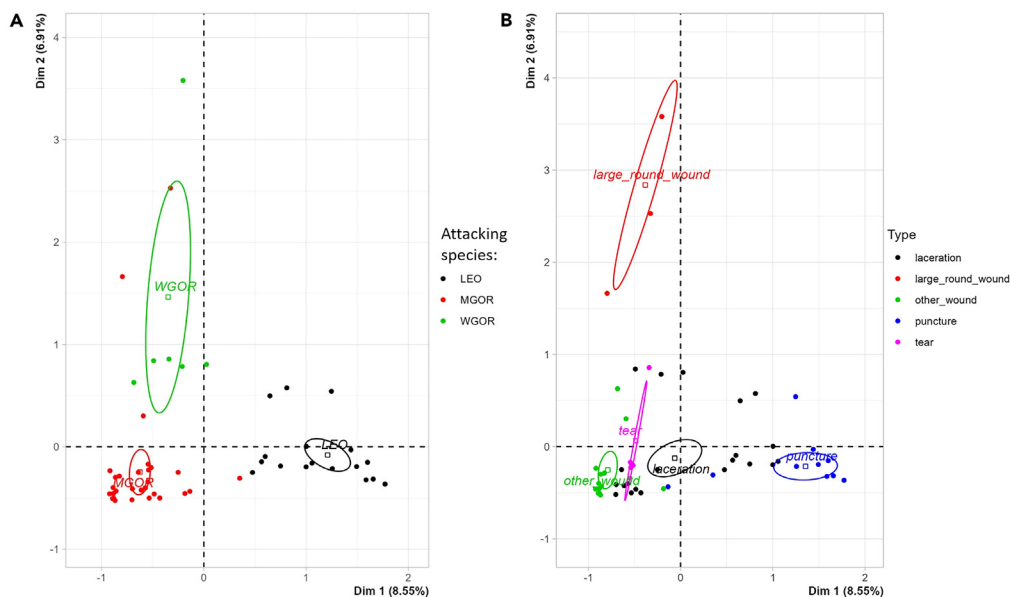 A
Dim 2 (6.91%)
4
3
2
1
0
-1
-1
0
1
2
Dim 1 (8.55%)
WGOR
LEO
MGOR
Attacking
species:
LEO
MGOR
WGOR
B
Dim 2 (6.91%)
4
3
2
1
0
-1
-1
0
1
2
Dim 1 (8.55%)
large_round_wound
tear
laceration
puncture
other_wound
Type
laceration
large_round_wound
other_wound
puncture
tear